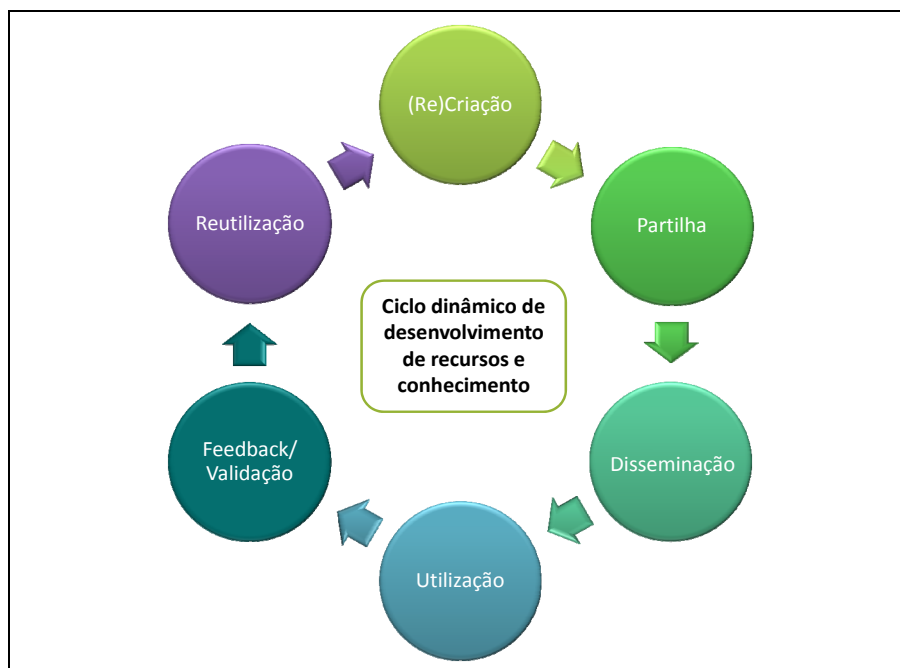 (Re)Criação
Partilha
Disseminação
Utilização
Feedback/
Validação
Reutilização
Ciclo dinâmico de
desenvolvimento
de recursos e
conhecimento